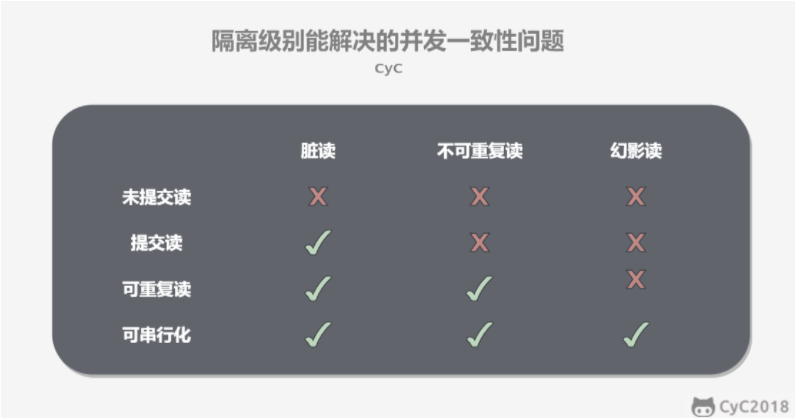 隔离级别能解决的并发一致性问题
CyC
脏读 不可重复读 幻影读
未提交读 X X X
提交读 ✓ X X
可重复读 ✓ ✓ X
可串行化 ✓ ✓ ✓
CyC2018